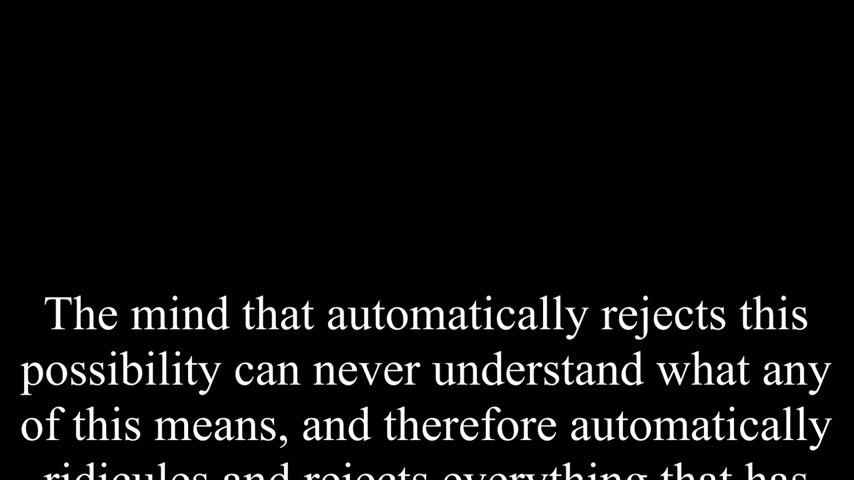 The mind that automatically rejects this
possibility can never understand what any
of this means, and therefore automatically
ridicules and rejects everything that has